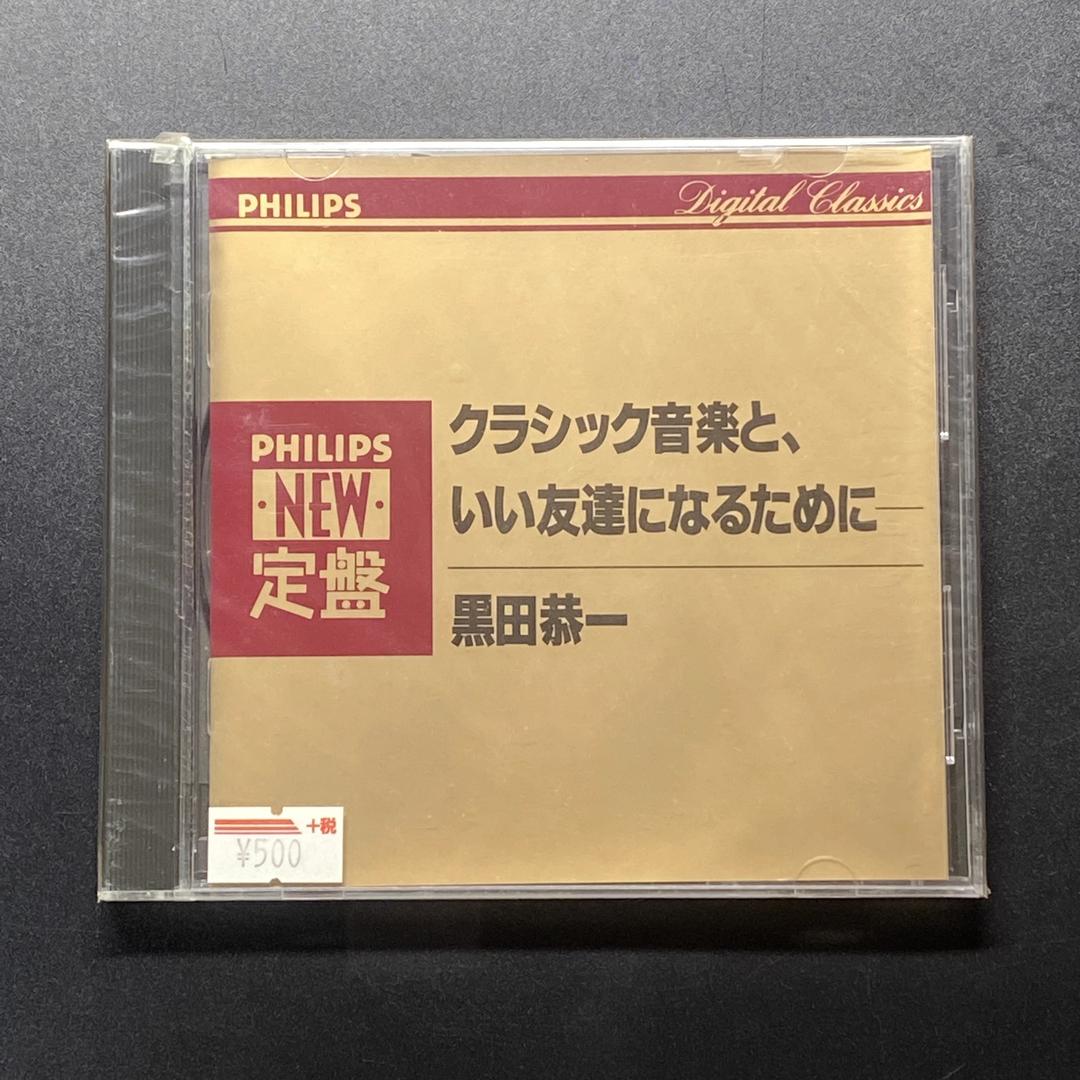 PHILIPS Digital Classics
PHILIPS
・NEW・
定盤
クラシック音楽と、
いい友達になるために―
黒田恭一
+税
¥500